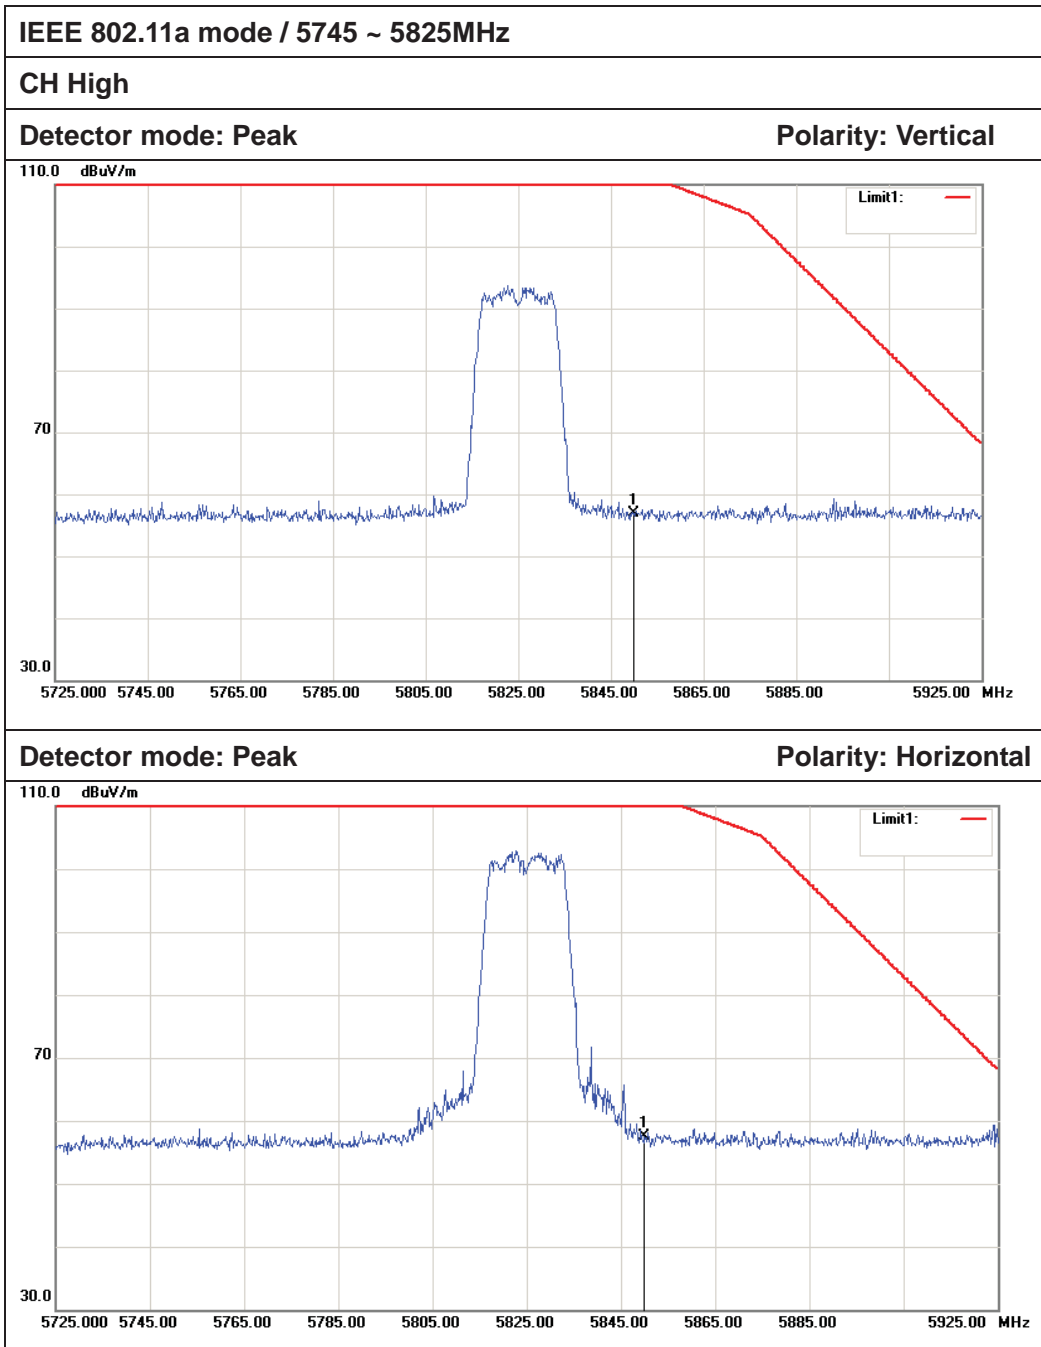 IEEE 802.11a mode / 5745 ~ 5825MHz
CH High
Detector mode: Peak Polarity: Vertical
110.0 dBuV/m
Limit1:
70
1
30.0
5725.000 5745.00 5765.00 5785.00 5805.00 5825.00 5845.00 5865.00 5885.00 5925.00 MHz
Detector mode: Peak Polarity: Horizontal
110.0 dBuV/m
Limit1:
70
1
30.0
5725.000 5745.00 5765.00 5785.00 5805.00 5825.00 5845.00 5865.00 5885.00 5925.00 MHz